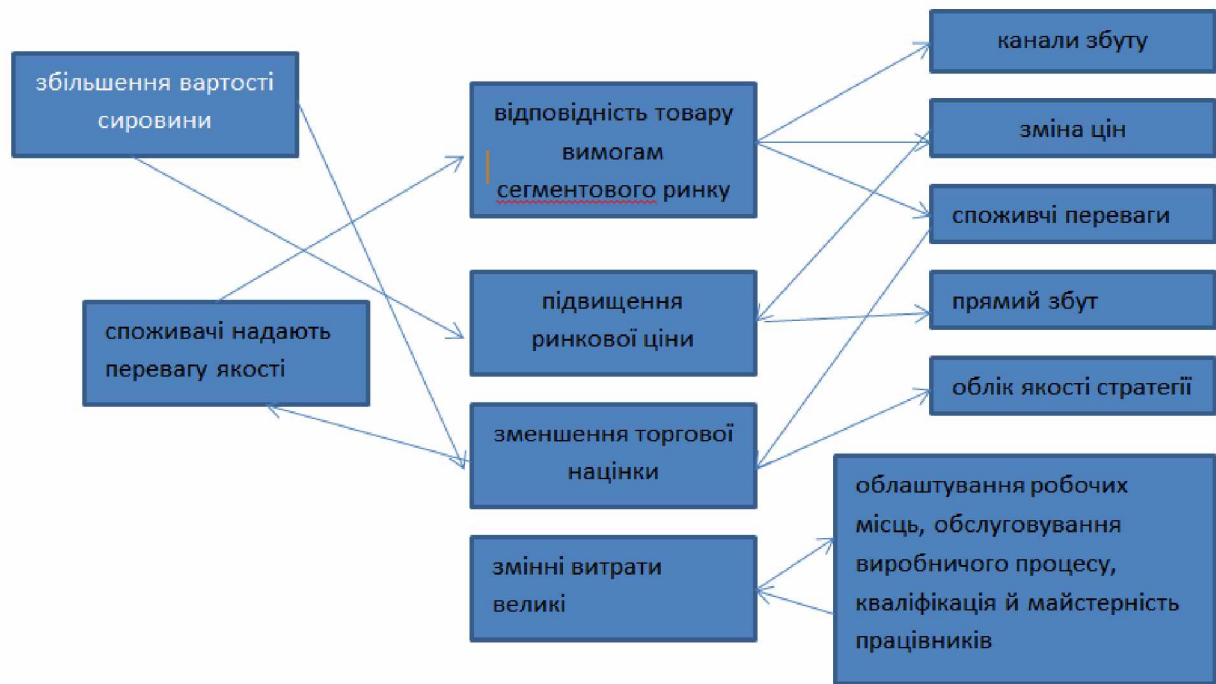 збільшення вартості
сировини
споживачі надають
перевагу якості
відповідність товару
вимогам
сегментового ринку
підвищення
ринкової ціни
зменшення торгової
націнки
змінні витрати
великі
канали збуту
зміна цін
споживчі переваги
прямий збут
облік якості стратегії
облаштування робочих
місць, обслуговування
виробничого процесу,
кваліфікація й майстерність
працівників